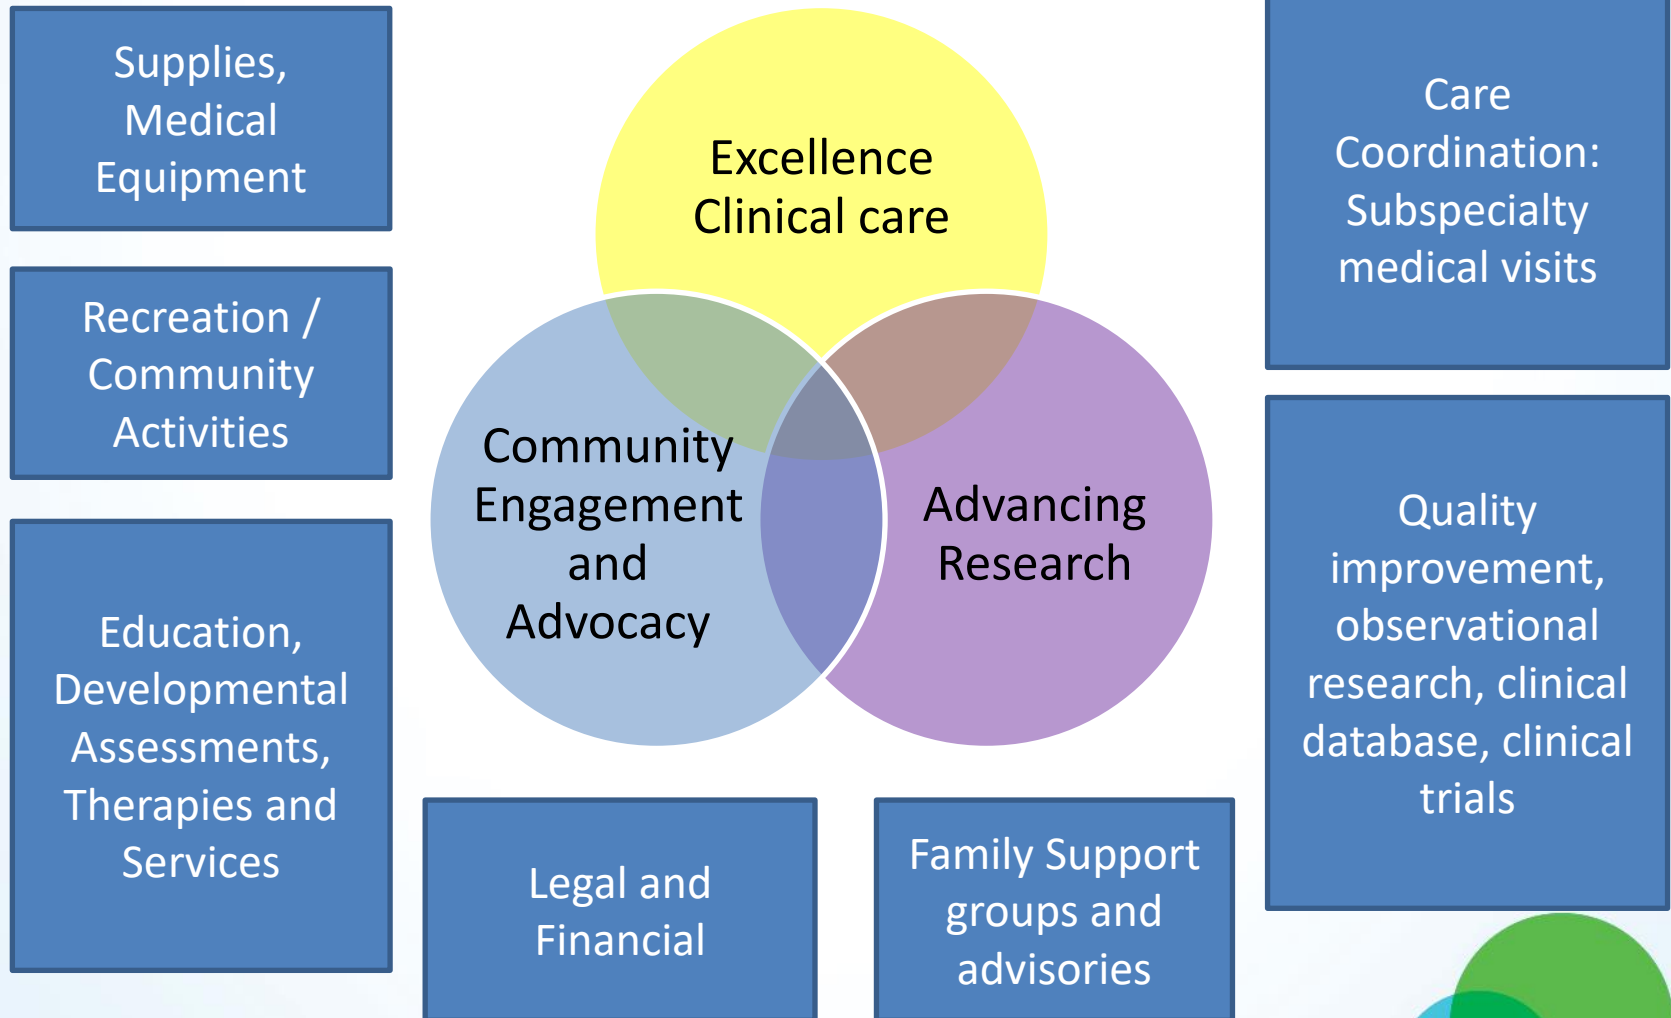 Supplies,
Medical
Equipment
Recreation /
Community
Activities
Education,
Developmental
Assessments,
Therapies and
Services
Excellence
Clinical care
Community
Engagement
and
Advocacy
Advancing
Research
Legal and
Financial
Family Support
groups and
advisories
Care
Coordination:
Subspecialty
medical visits
Quality
improvement,
observational
research, clinical
database, clinical
trials